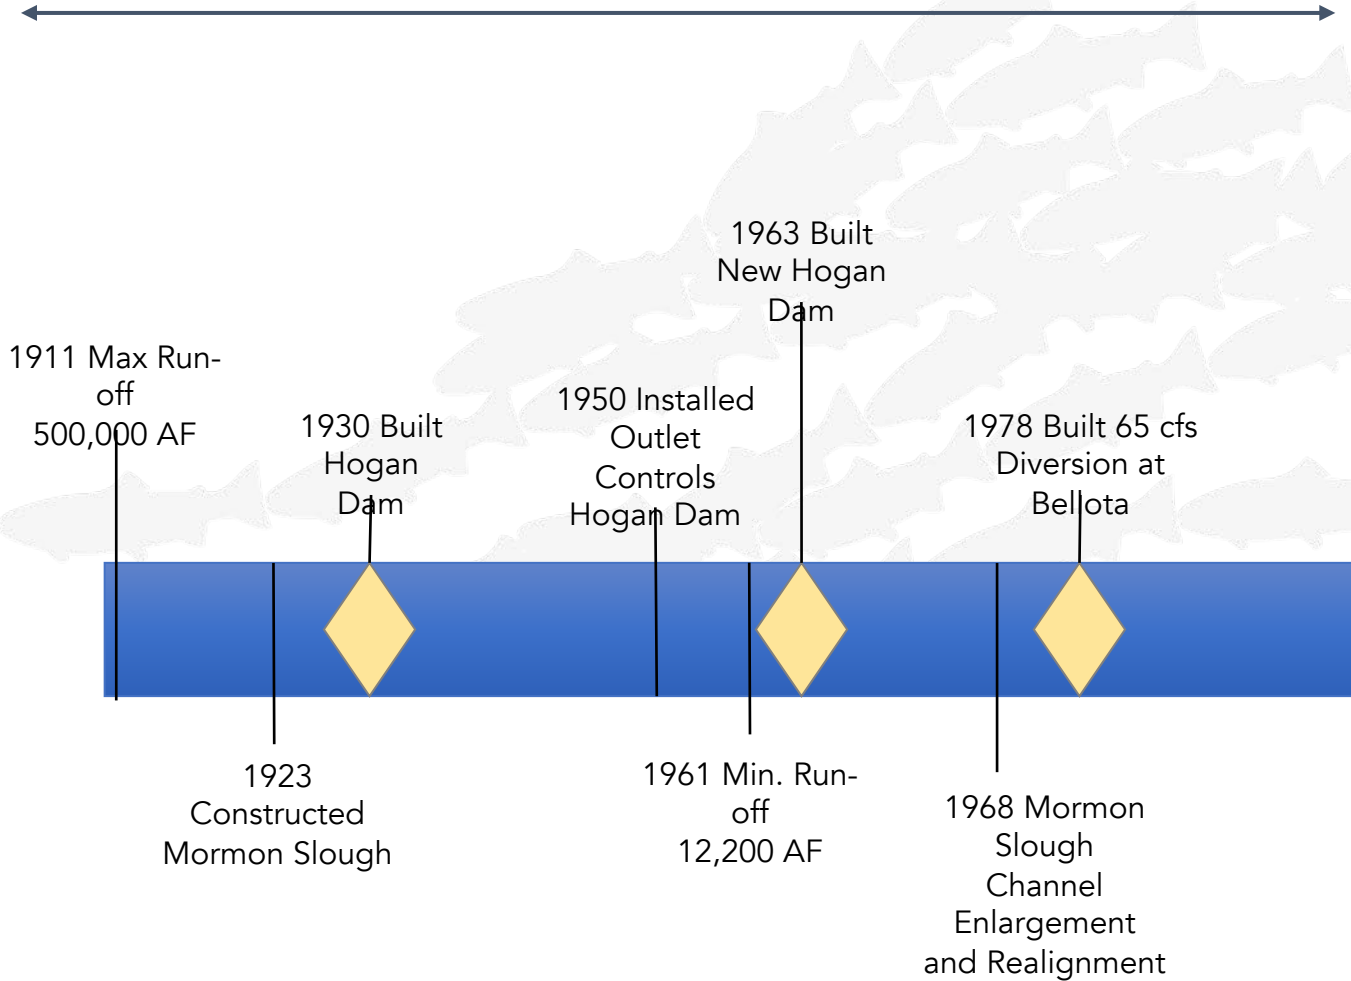 1911 Max Run-
off
500,000 AF
1923
Constructed
Mormon Slough
1930 Built
Hogan
Dam
1950 Installed
Outlet
Controls
Hogan Dam
1961 Min. Run-
off
12,200 AF
1963 Built
New Hogan
Dam
1968 Mormon
Slough
Channel
Enlargement
and Realignment
1978 Built 65 cfs
Diversion at
Bellota